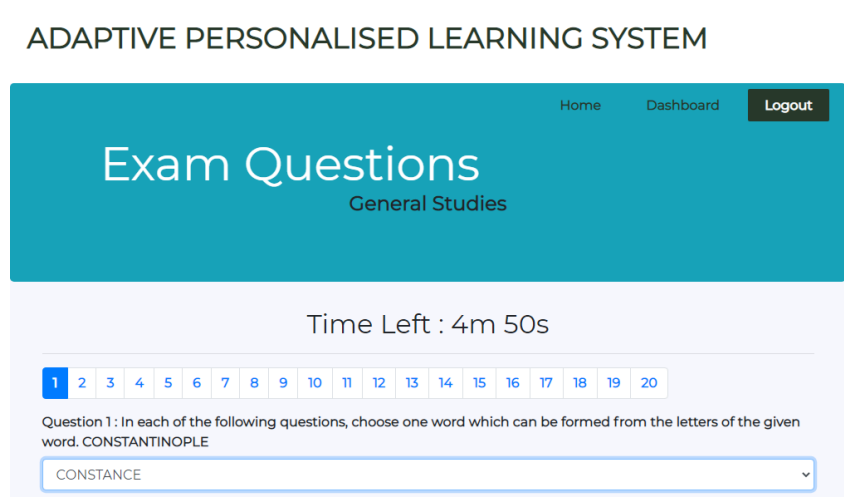 ADAPTIVE PERSONALISED LEARNING SYSTEM
Home Dashboard Logout
Exam Questions
General Studies
Time Left : 4m 50s
1 2 3 4 5 6 7 8 9 10 11 12 13 14 15 16 17 18 19 20
Question 1 : In each of the following questions, choose one word which can be formed from the letters of the given
word. CONSTANTINOPLE
CONSTANCE